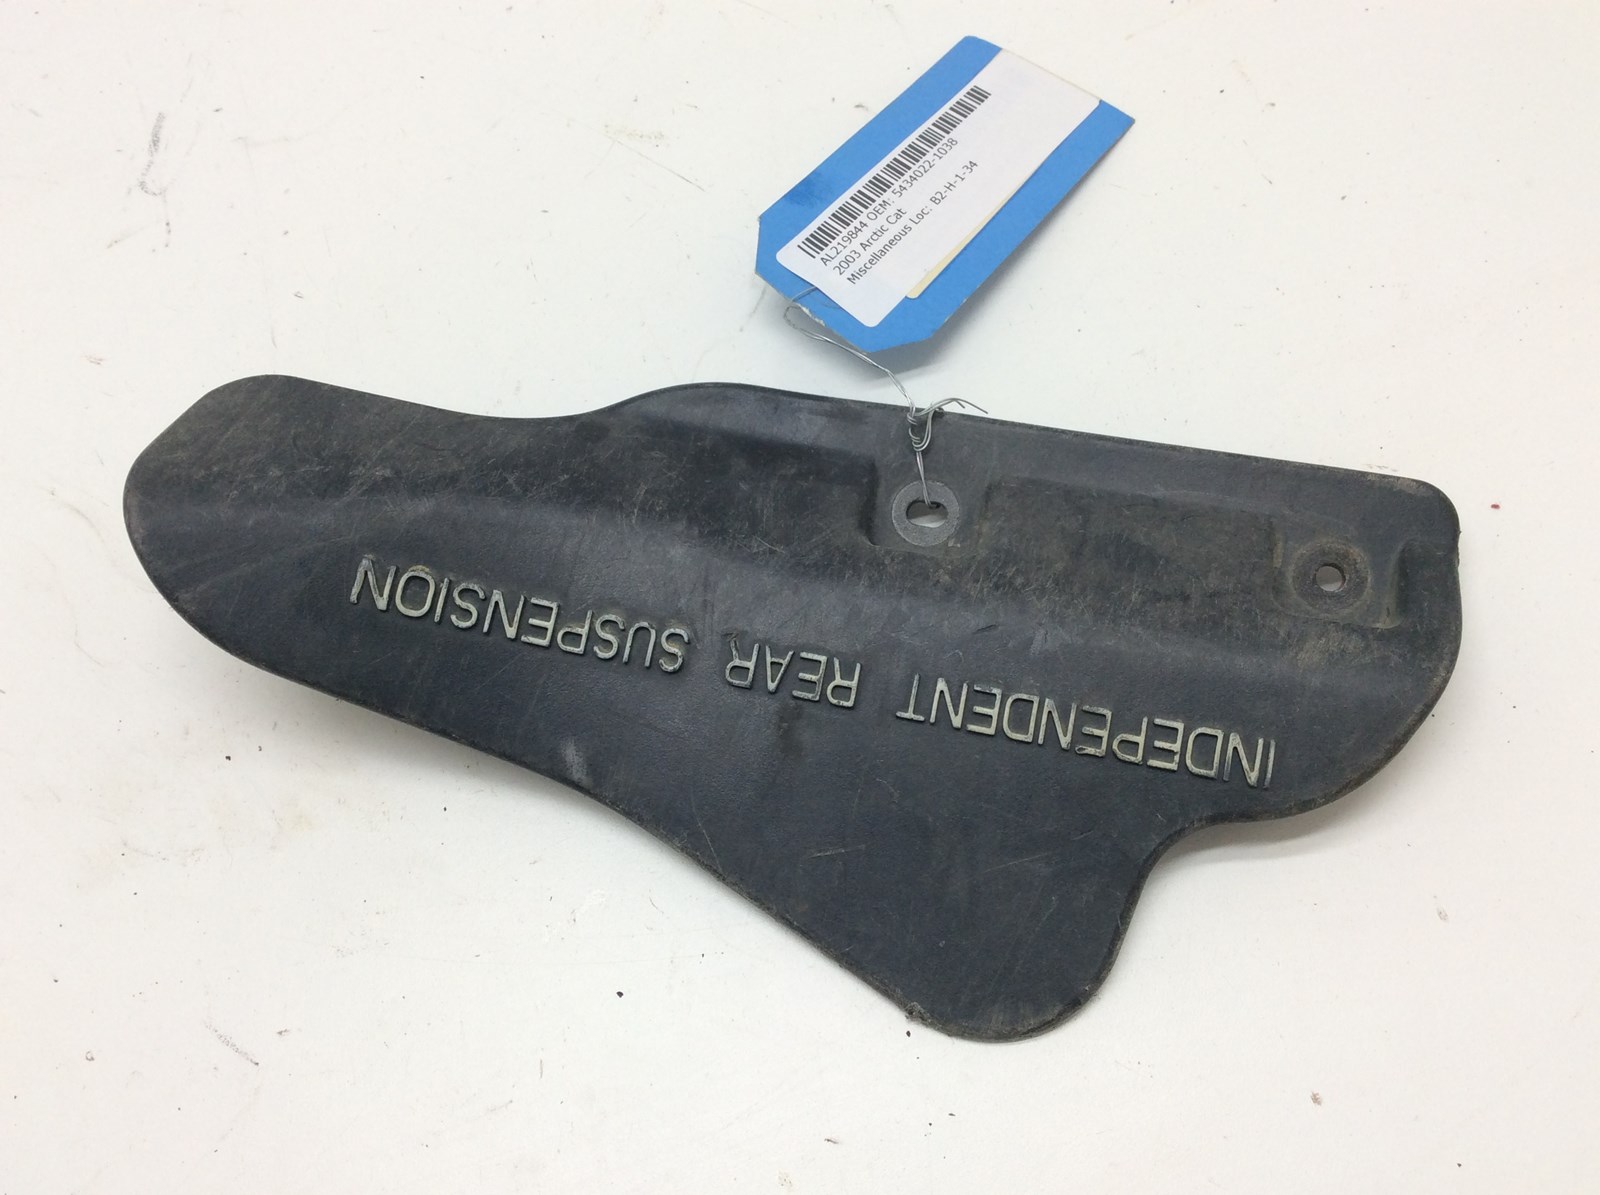 AL219844 OEM: 5434022-1038
2003 Arctic Cat
Miscellaneous Loc: B2-H-1-34
INDEPENDENT REAR SUSPENSION